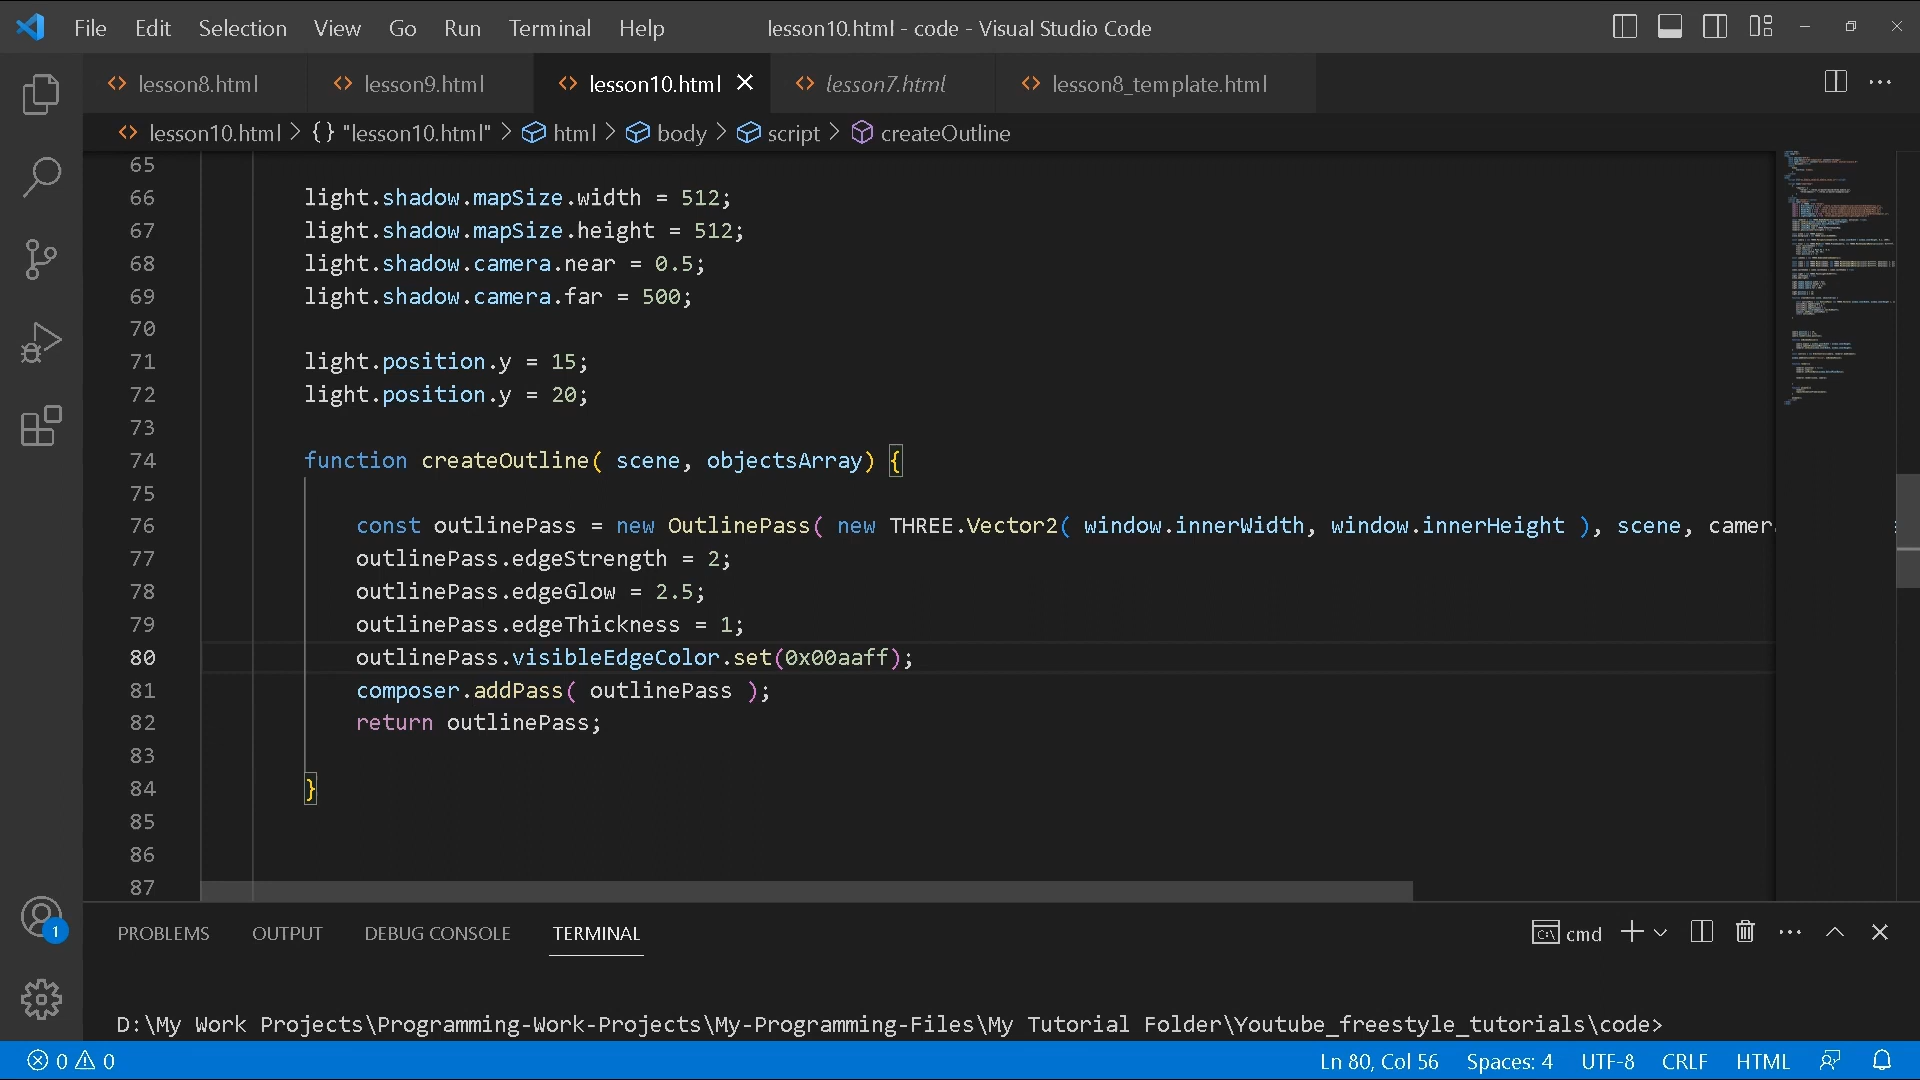 File Edit Selection View Go Run Terminal Help lesson10.html - code - Visual Studio Code
lesson8.html lesson9.html lesson10.html lesson7.html lesson8_template.html
lesson10.html > {} "lesson10.html" > html > body > script > createOutline
65
66 light.shadow.mapSize.width = 512;
67 light.shadow.mapSize.height = 512;
68 light.shadow.camera.near = 0.5;
69 light.shadow.camera.far = 500;
70
71 light.position.y = 15;
72 light.position.y = 20;
73
74 function createOutline( scene, objectsArray) {
75
76 const outlinePass = new OutlinePass( new THREE.Vector2( window.innerWidth, window.innerHeight ), scene, camer
77 outlinePass.edgeStrength = 2;
78 outlinePass.edgeGlow = 2.5;
79 outlinePass.edgeThickness = 1;
80 outlinePass.visibleEdgeColor.set(0x00aaff);
81 composer.addPass( outlinePass );
82 return outlinePass;
83
84 }
85
86
87
1
PROBLEMS OUTPUT DEBUG CONSOLE TERMINAL cmd
D:\My Work Projects\Programming-Work-Projects\My-Programming-Files\My Tutorial Folder\Youtube_freestyle_tutorials\code>
0 0 Ln 80, Col 56 Spaces: 4 UTF-8 CRLF HTML